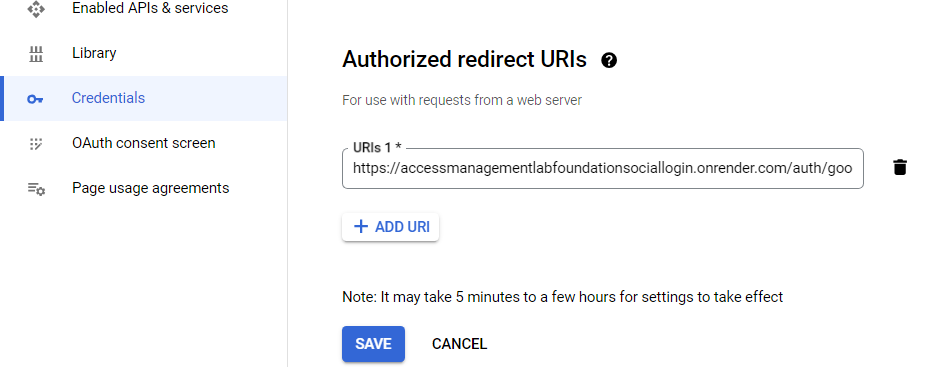 Enabled APIs & services
Library
Credentials
OAuth consent screen
Page usage agreements
Authorized redirect URIs
For use with requests from a web server
URIs 1 *
https://accessmanagementlabfoundationsociallogin.onrender.com/auth/goo
ADD URI
Note: It may take 5 minutes to a few hours for settings to take effect
SAVE CANCEL